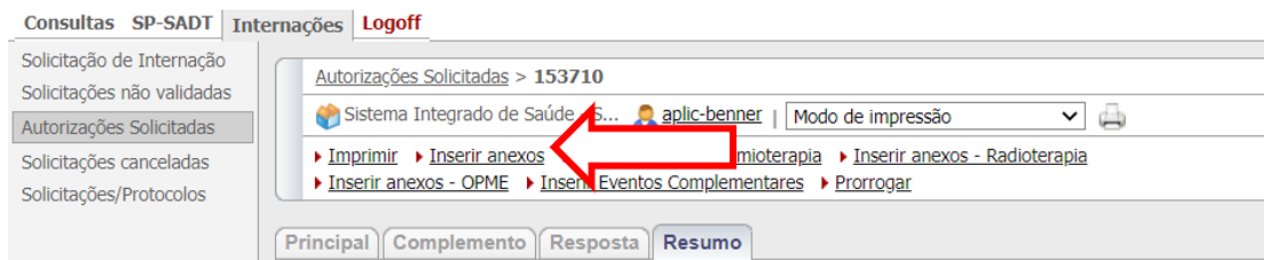 Consultas SP-SADT Internações Logoff
Solicitação de Internação
Solicitações não validadas
Autorizações Solicitadas
Solicitações canceladas
Solicitações/Protocolos
Autorizações Solicitadas > 153710
Sistema Integrado de Saúde S... aplic-benner | Modo de impressão
Imprimir Inserir anexos mioterapia Inserir anexos - Radioterapia
Inserir anexos - OPME Inserir Eventos Complementares Prorrogar
Principal Complemento Resposta Resumo